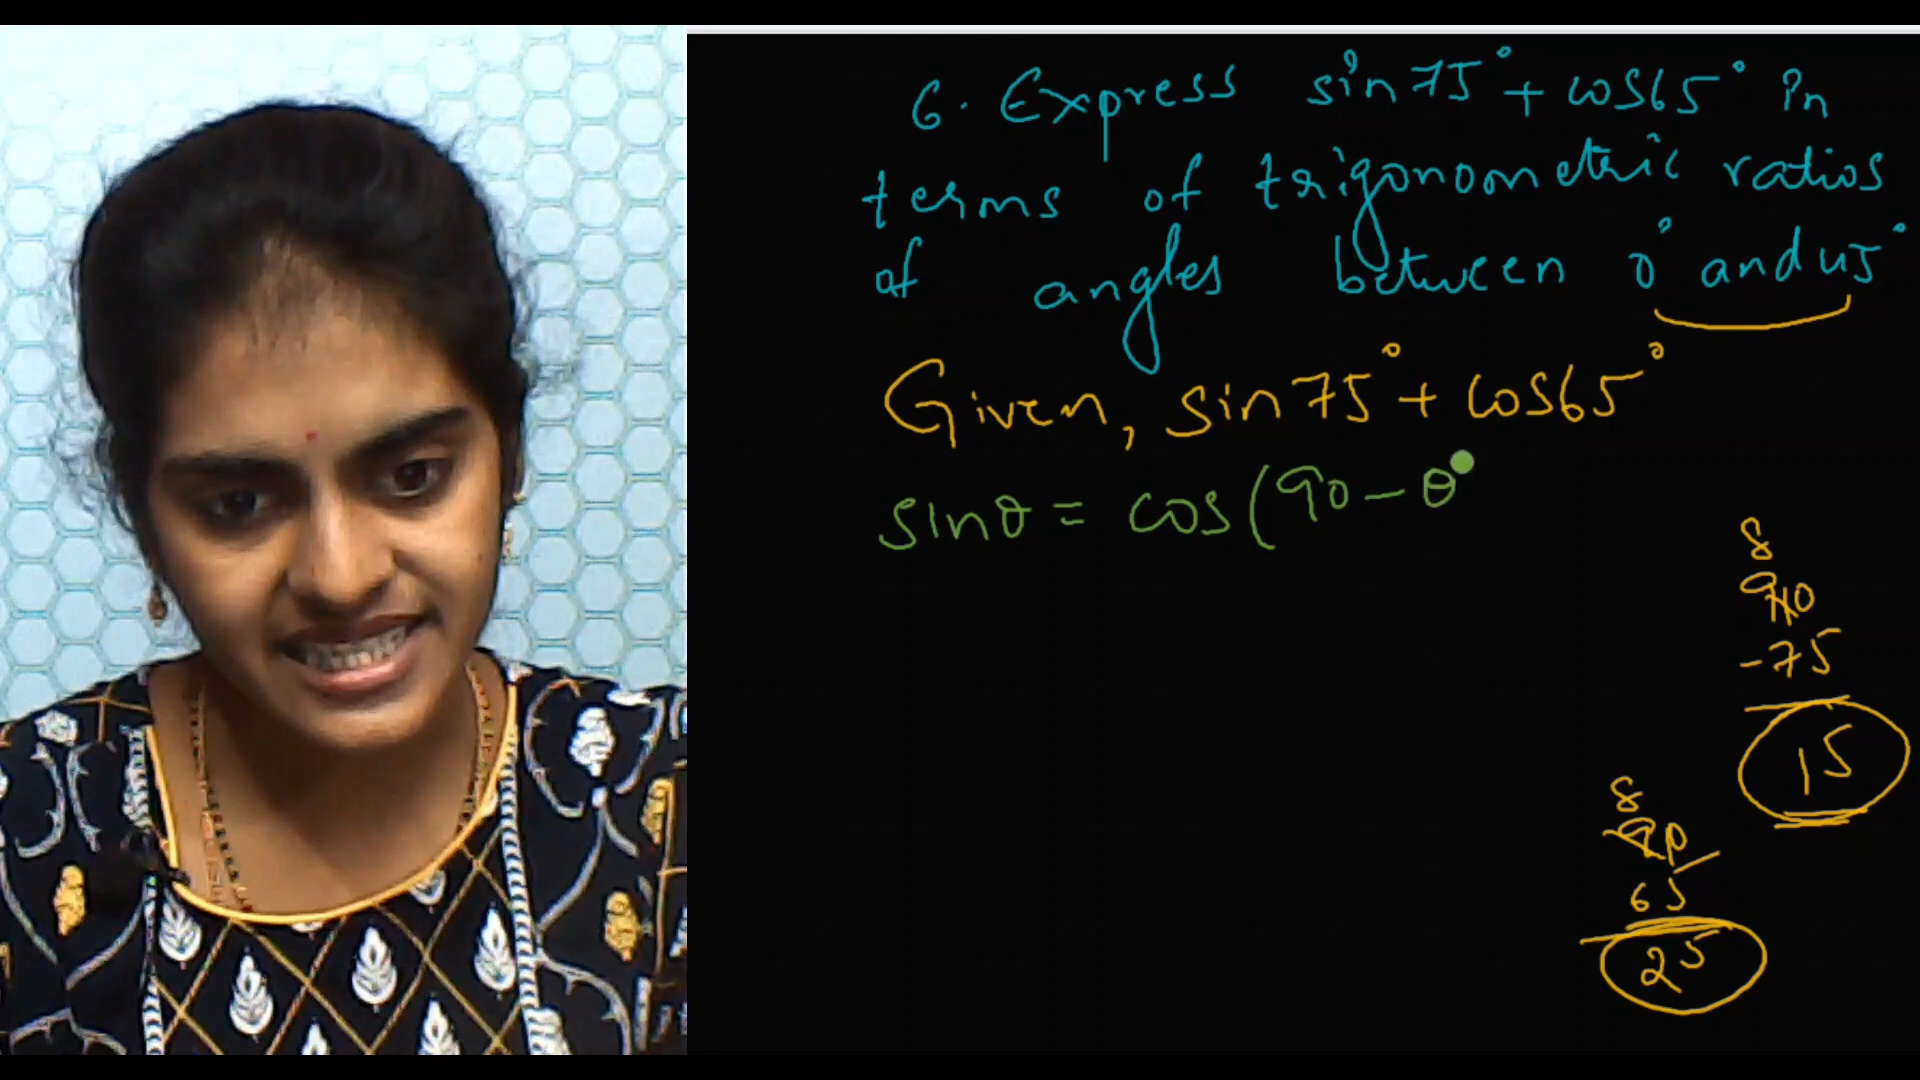 6. Express sin75° + cos65° in
terms of trigonometric ratios
of angles between 0° and 45°
Given, sin75° + cos65°
sinθ = cos(90 - θ
8
910
-75
15
8
90
65
25